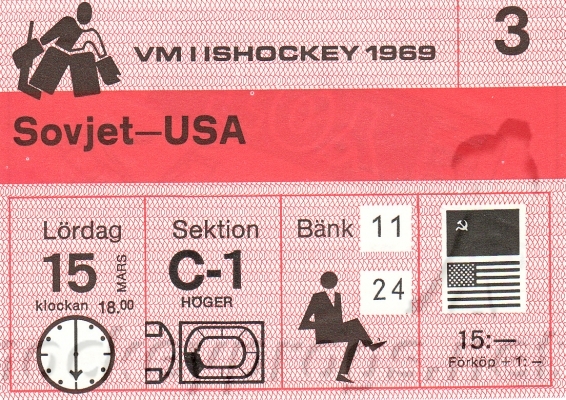 VM I ISHOCKEY 1969
3
Sovjet–USA
Lördag
15 MARS
klockan 18.00
Sektion
C-1
HÖGER
Bänk 11
24
15:—
Förköp + 1: –